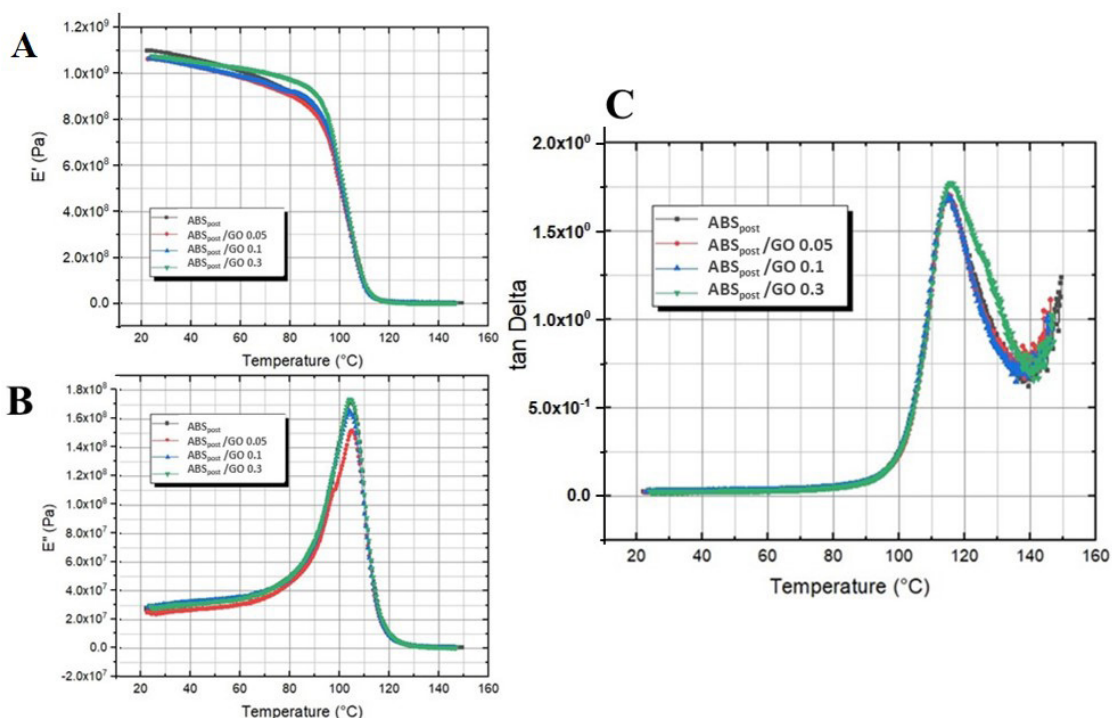 A
1.2x10⁹
1.0x10⁹
8.0x10⁸
6.0x10⁸
4.0x10⁸
2.0x10⁸
0.0
E' (Pa)
ABSpost
ABSpost/GO 0.05
ABSpost/GO 0.1
ABSpost/GO 0.3
20 40 60 80 100 120 140 160
Temperature (°C)
B
1.8x10⁸
1.6x10⁸
1.4x10⁸
1.2x10⁸
1.0x10⁸
8.0x10⁷
6.0x10⁷
4.0x10⁷
2.0x10⁷
0.0
-2.0x10⁷
E" (Pa)
ABSpost
ABSpost/GO 0.05
ABSpost/GO 0.1
ABSpost/GO 0.3
20 40 60 80 100 120 140 160
Temperature (°C)
C
2.0x10⁰
1.5x10⁰
1.0x10⁰
5.0x10⁻¹
0.0
tan Delta
ABSpost
ABSpost/GO 0.05
ABSpost/GO 0.1
ABSpost/GO 0.3
20 40 60 80 100 120 140 160
Temperature (°C)